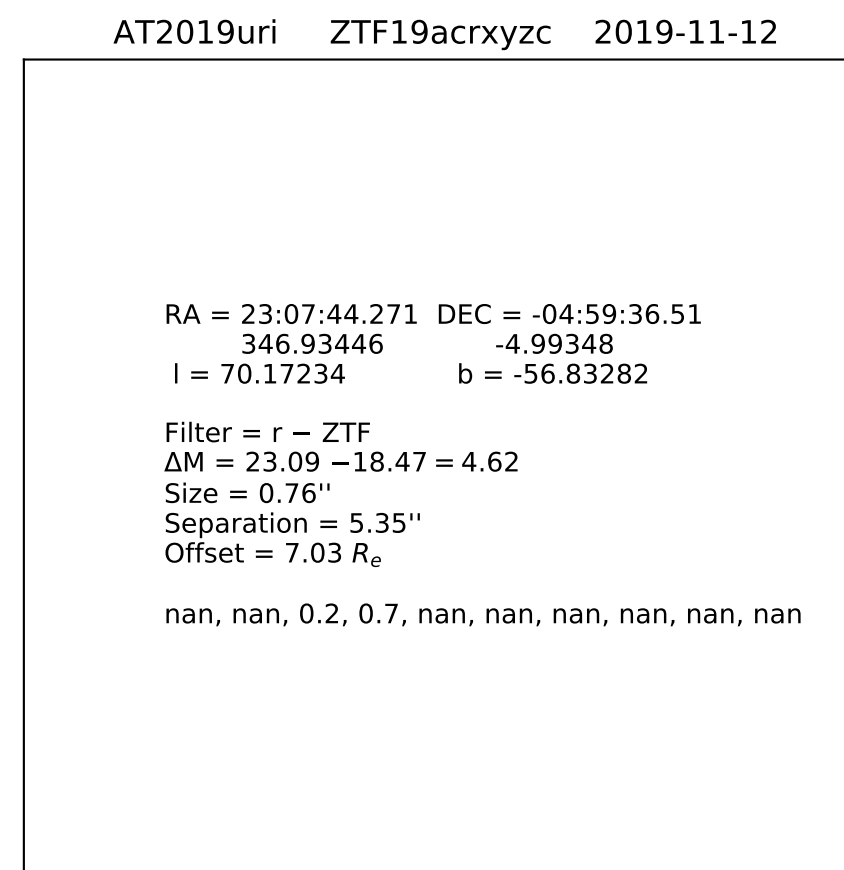 AT2019uri ZTF19acrxyzc 2019-11-12
RA = 23:07:44.271 DEC = -04:59:36.51
346.93446 -4.99348
l = 70.17234 b = -56.83282
Filter = r − ZTF
ΔM = 23.09 −18.47 = 4.62
Size = 0.76''
Separation = 5.35''
Offset = 7.03 Re
nan, nan, 0.2, 0.7, nan, nan, nan, nan, nan, nan